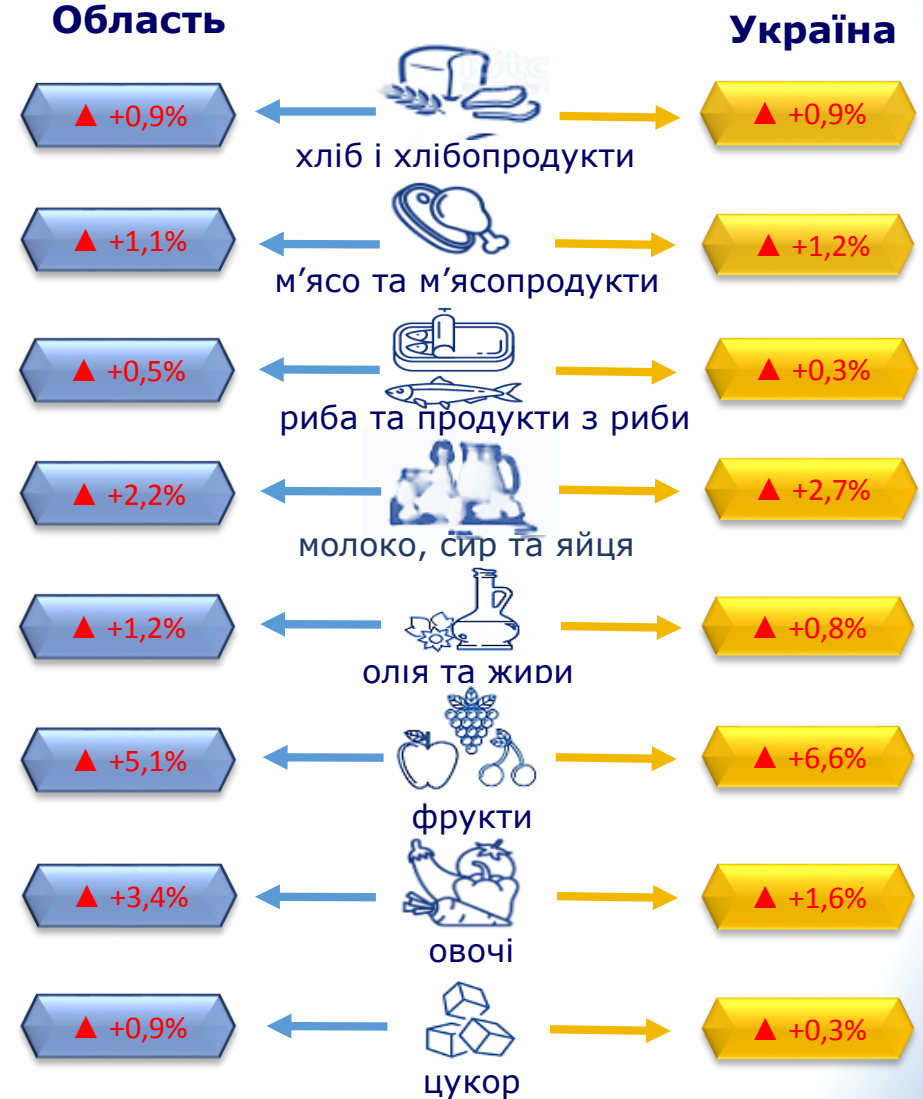 Область
Україна
▲ +0,9%
▲ +0,9%
хліб і хлібопродукти
▲ +1,1%
▲ +1,2%
м’ясо та м’ясопродукти
▲ +0,5%
▲ +0,3%
риба та продукти з риби
▲ +2,2%
▲ +2,7%
молоко, сир та яйця
▲ +1,2%
▲ +0,8%
олія та жири
▲ +5,1%
▲ +6,6%
фрукти
▲ +3,4%
▲ +1,6%
овочі
▲ +0,9%
▲ +0,3%
цукор